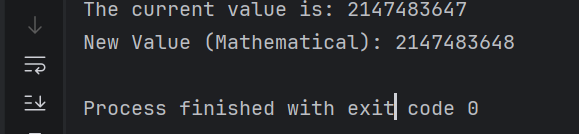 The current value is: 2147483647
New Value (Mathematical): 2147483648
Process finished with exit code 0